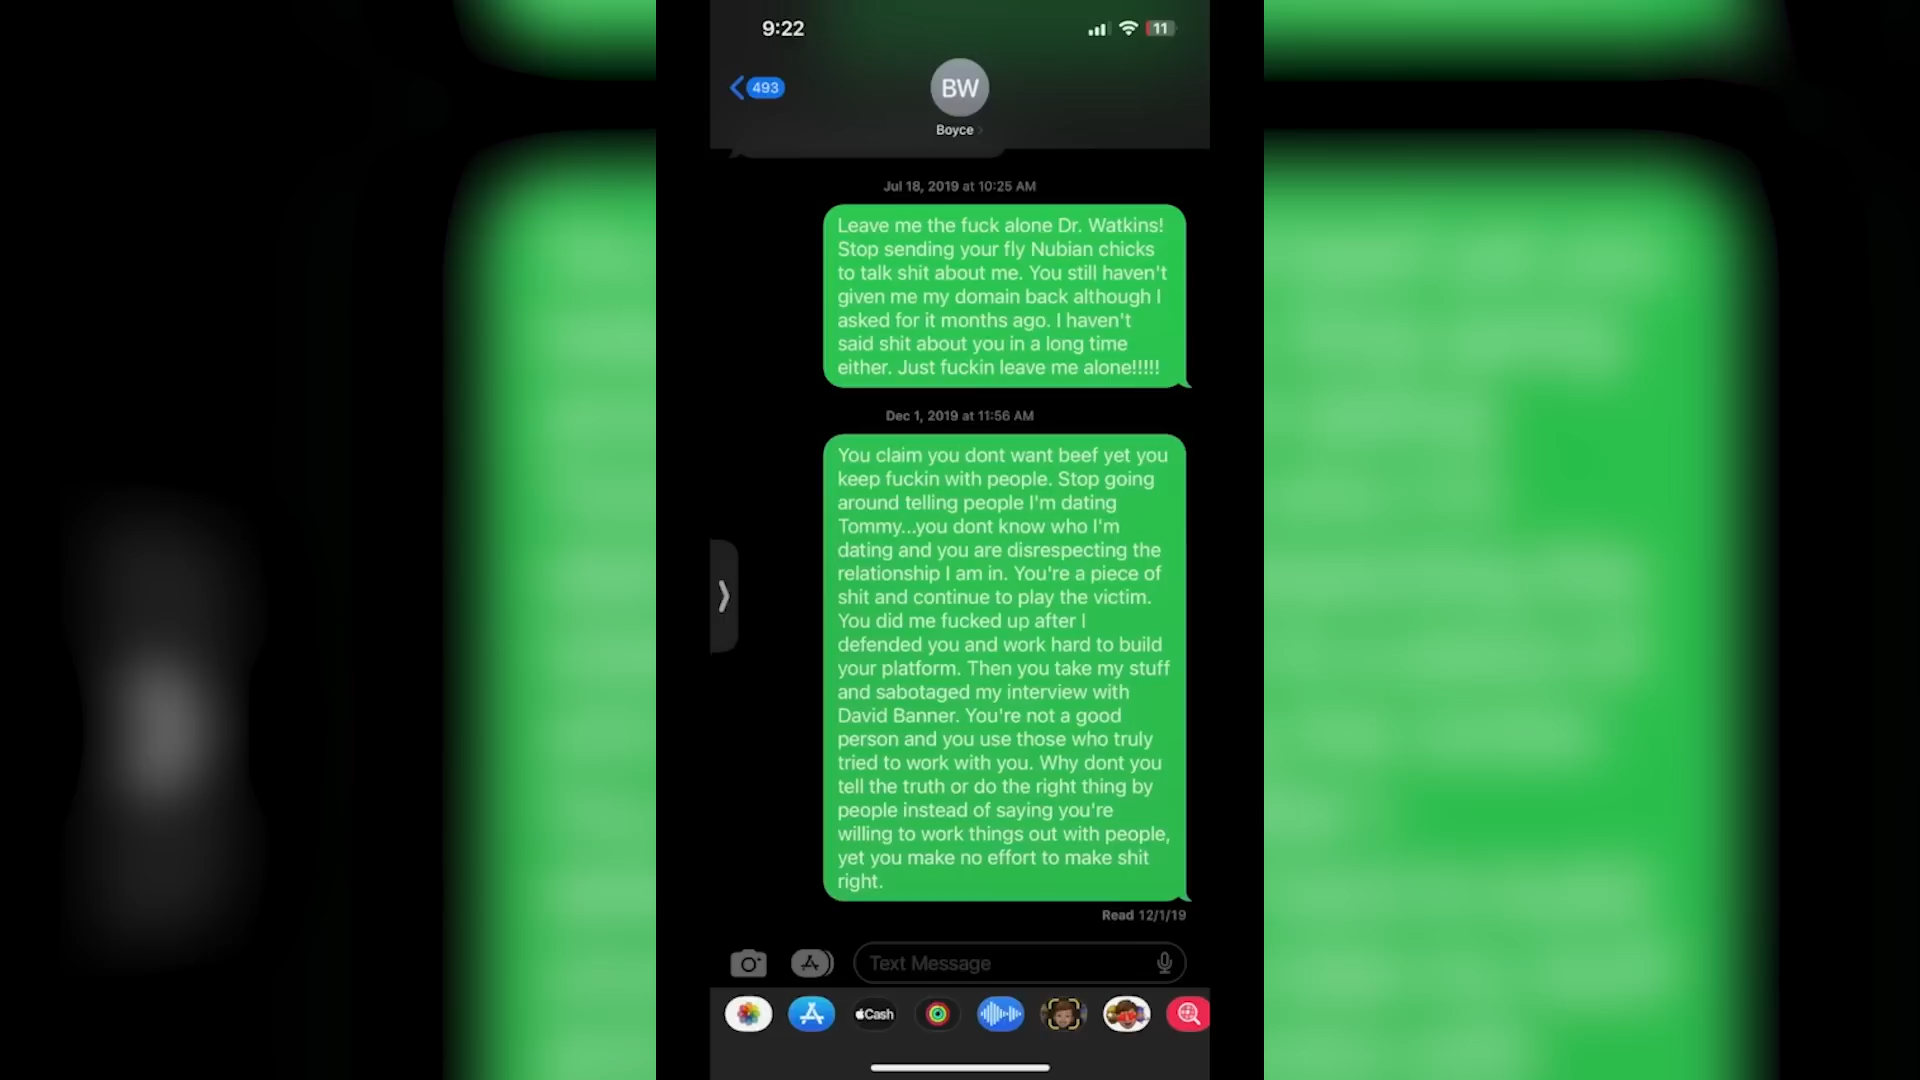 9:22
11
493
BW
Boyce
Jul 18, 2019 at 10:25 AM
Leave me the fuck alone Dr. Watkins!
Stop sending your fly Nubian chicks
to talk shit about me. You still haven't
given me my domain back although I
asked for it months ago. I haven't
said shit about you in a long time
either. Just fuckin leave me alone!!!!!
Dec 1, 2019 at 11:56 AM
You claim you dont want beef yet you
keep fuckin with people. Stop going
around telling people I'm dating
Tommy...you dont know who I'm
dating and you are disrespecting the
relationship I am in. You're a piece of
shit and continue to play the victim.
You did me fucked up after I
defended you and work hard to build
your platform. Then you take my stuff
and sabotaged my interview with
David Banner. You're not a good
person and you use those who truly
tried to work with you. Why dont you
tell the truth or do the right thing by
people instead of saying you're
willing to work things out with people,
yet you make no effort to make shit
right.
Read 12/1/19
Text Message
Cash